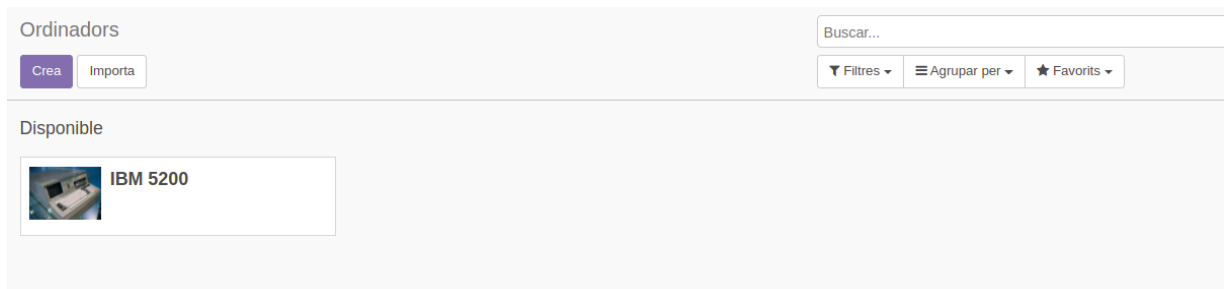 Ordinadors
Buscar...
Crea Importa
Filtres Agrupar per Favorits
Disponible
IBM 5200